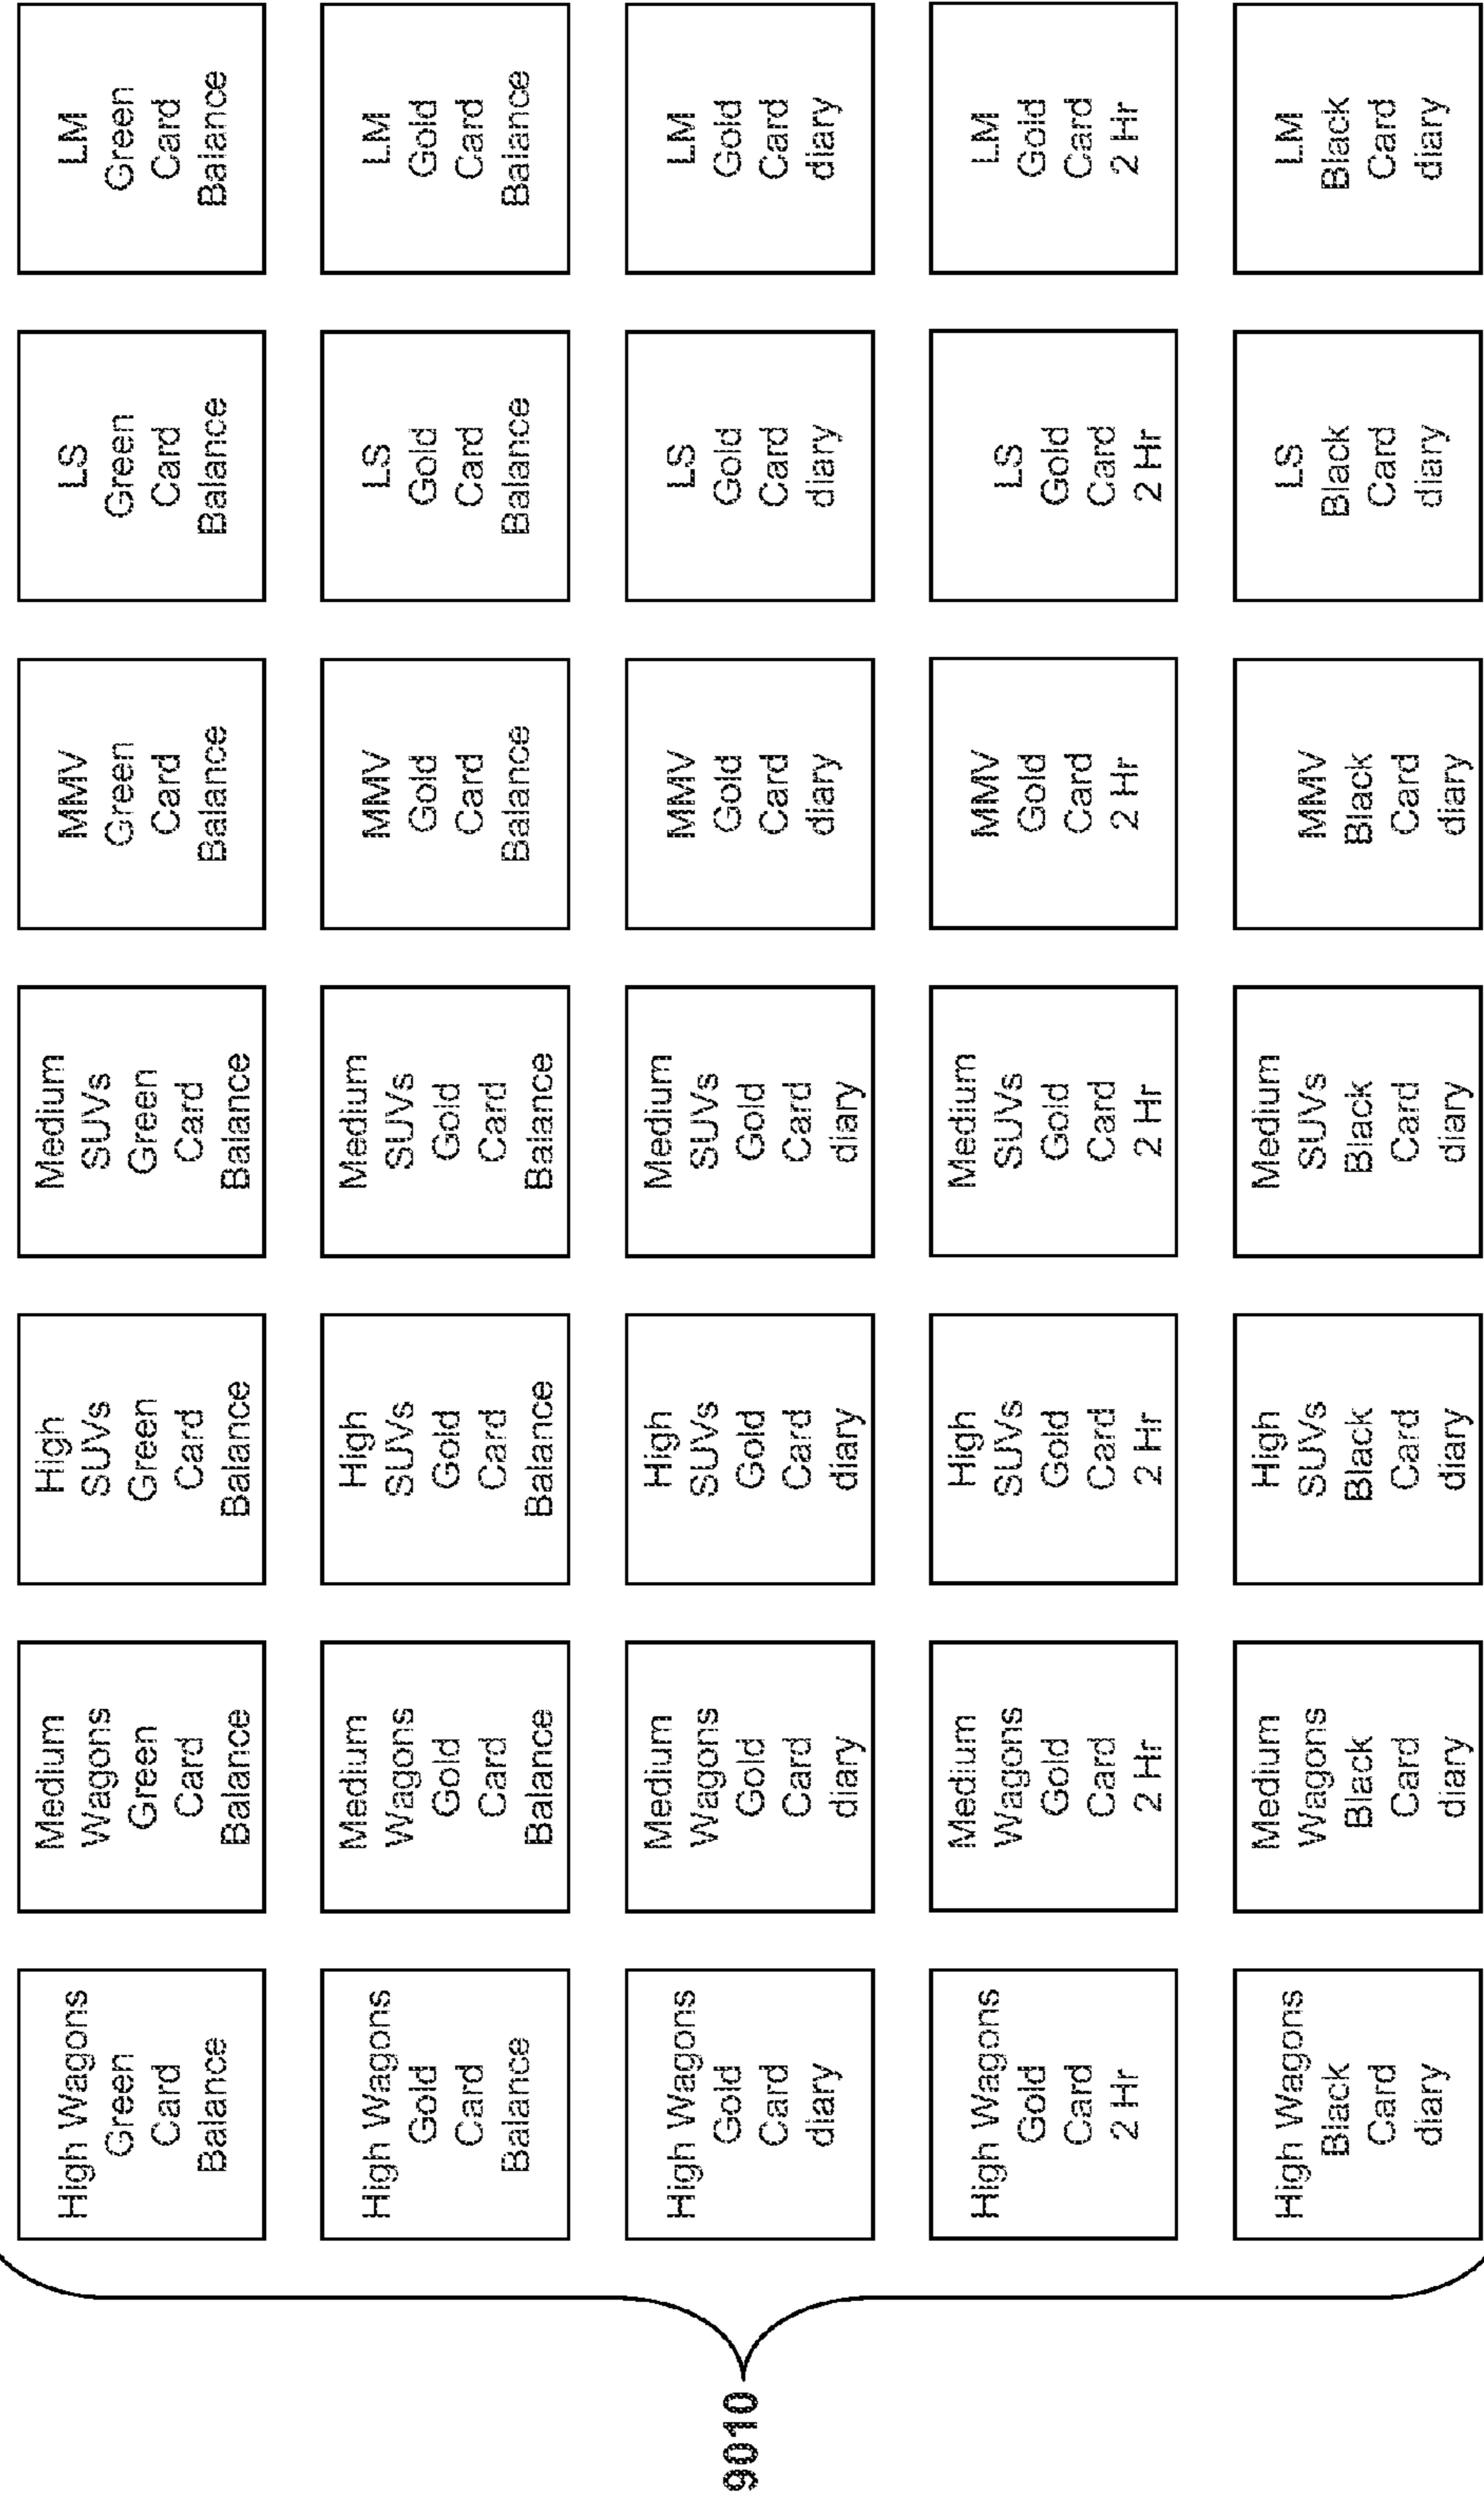 9010
High Wagons
Green
Card
Balance
Medium
Wagons
Green
Card
Balance
High
SUVs
Green
Card
Balance
Medium
SUVs
Green
Card
Balance
MMV
Green
Card
Balance
LS
Green
Card
Balance
LM
Green
Card
Balance
High Wagons
Gold
Card
Balance
Medium
Wagons
Gold
Card
Balance
High
SUVs
Gold
Card
Balance
Medium
SUVs
Gold
Card
Balance
MMV
Gold
Card
Balance
LS
Gold
Card
Balance
LM
Gold
Card
Balance
High Wagons
Gold
Card
diary
Medium
Wagons
Gold
Card
diary
High
SUVs
Gold
Card
diary
Medium
SUVs
Gold
Card
diary
MMV
Gold
Card
diary
LS
Gold
Card
diary
LM
Gold
Card
diary
High Wagons
Gold
Card
2 Hr
Medium
Wagons
Gold
Card
2 Hr
High
SUVs
Gold
Card
2 Hr
Medium
SUVs
Gold
Card
2 Hr
MMV
Gold
Card
2 Hr
LS
Gold
Card
2 Hr
LM
Gold
Card
2 Hr
High Wagons
Black
Card
diary
Medium
Wagons
Black
Card
diary
High
SUVs
Black
Card
diary
Medium
SUVs
Black
Card
diary
MMV
Black
Card
diary
LS
Black
Card
diary
LM
Black
Card
diary